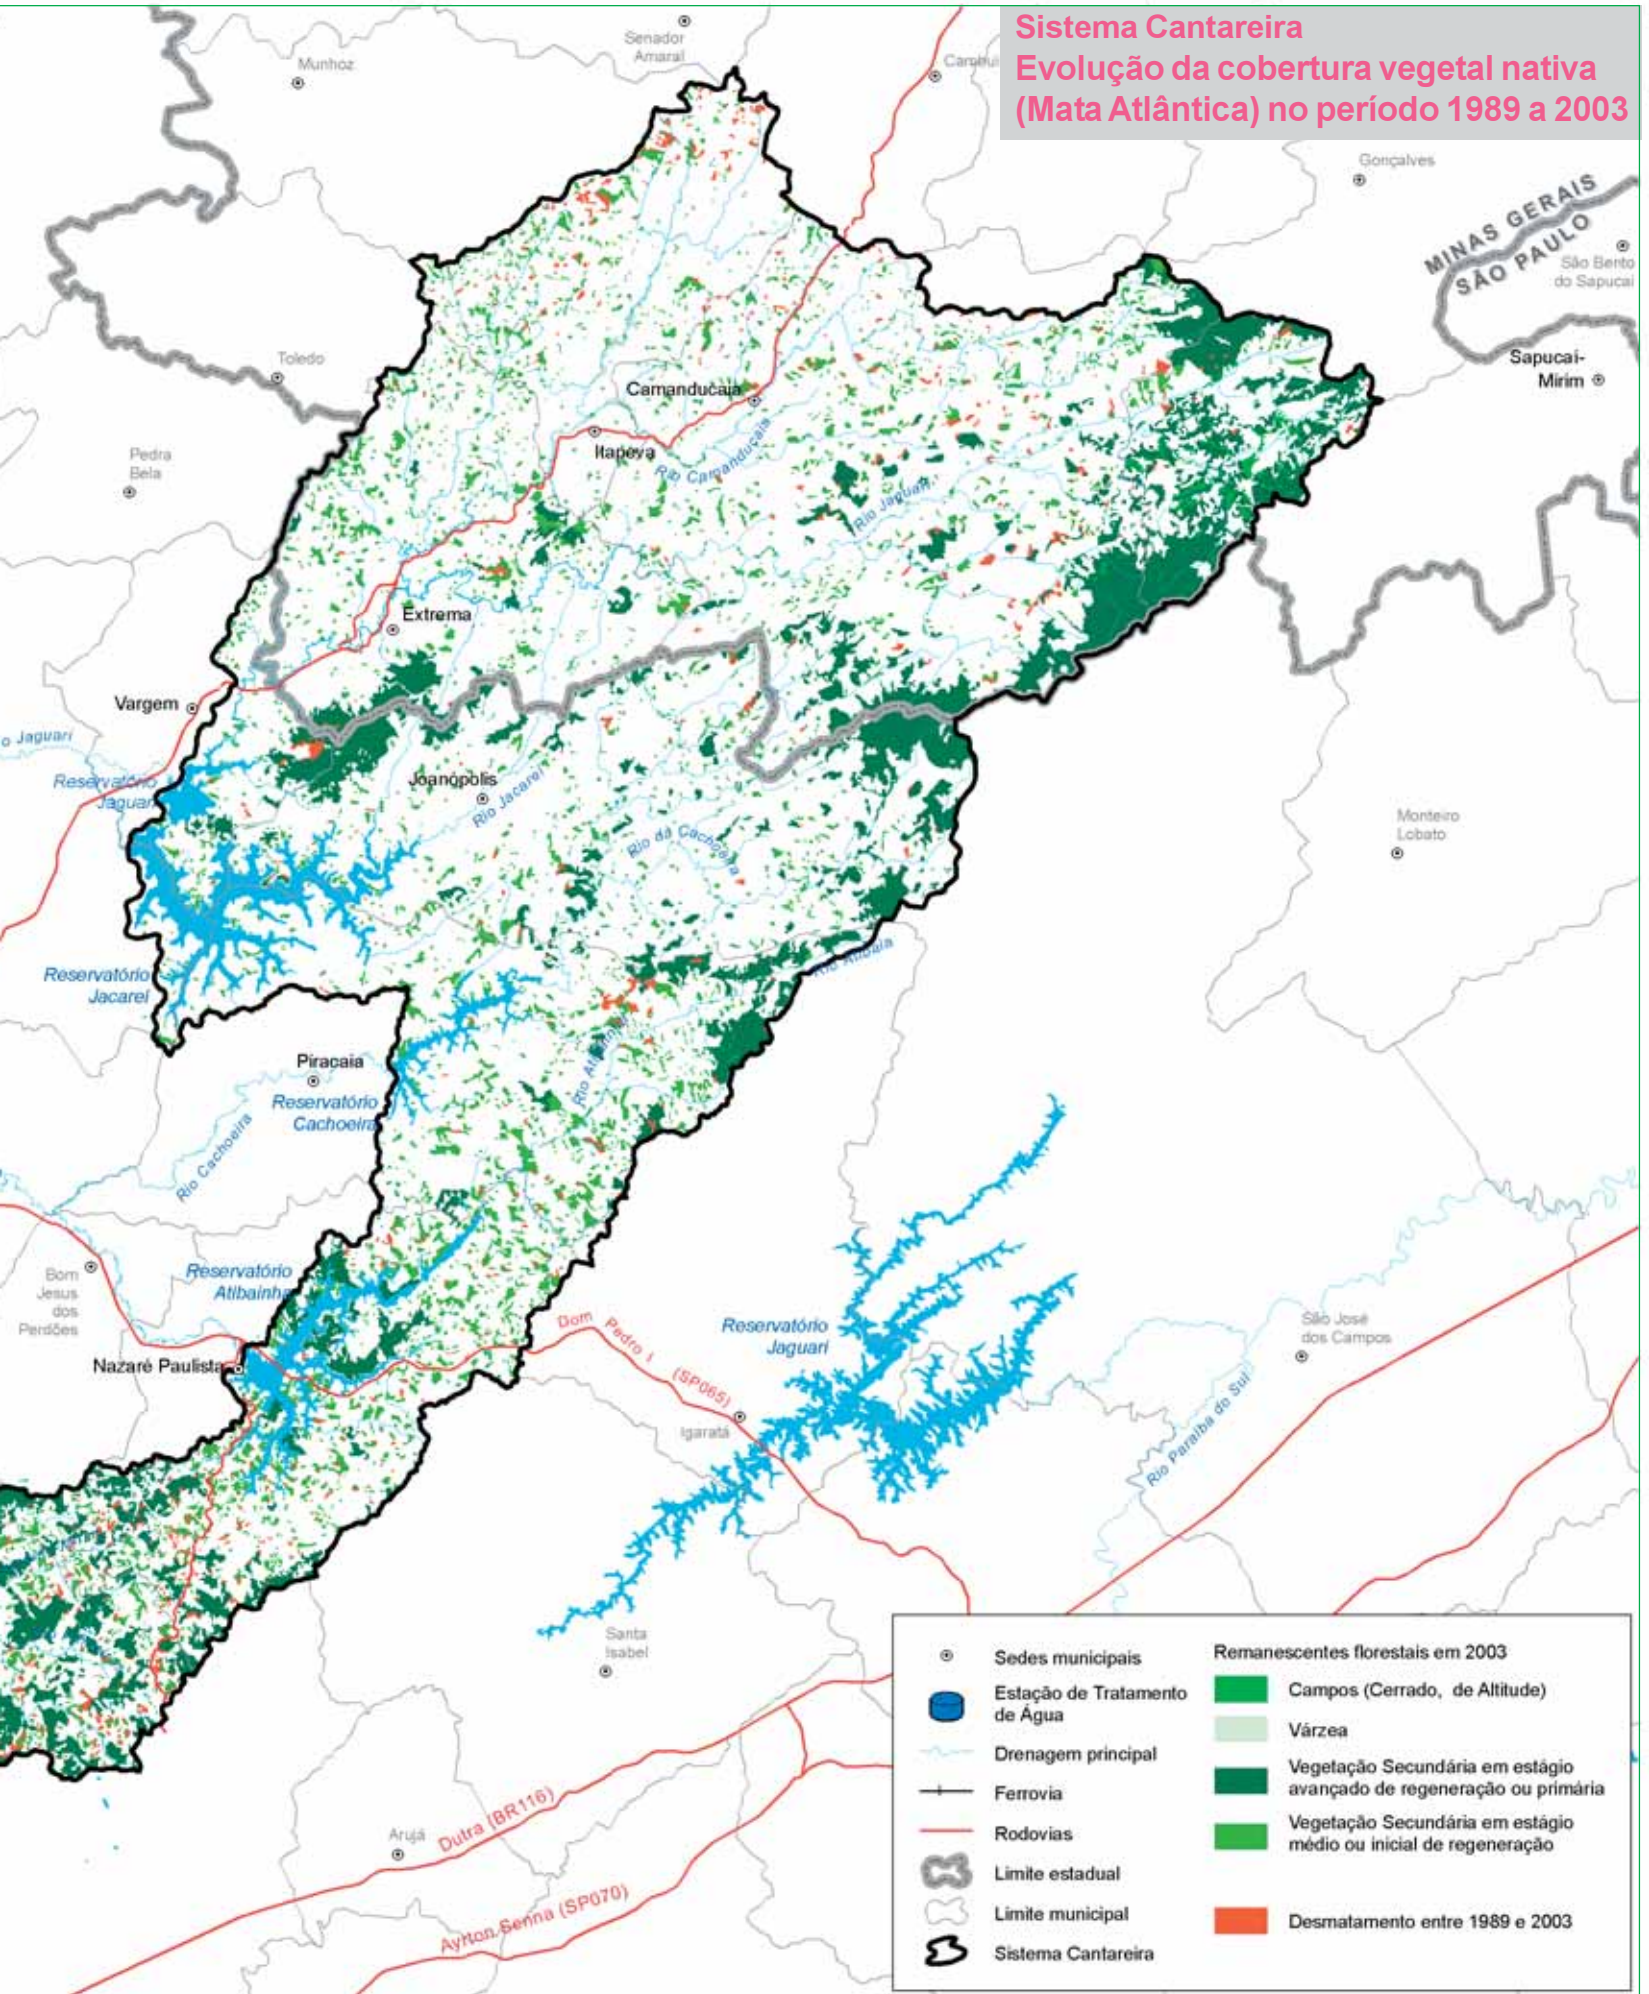 Sistema Cantareira
Evolução da cobertura vegetal nativa
(Mata Atlântica) no período 1989 a 2003
Senador
Amaral
Munhoz
Cambui
Gonçalves
MINAS GERAIS
SÃO PAULO
São Bento
do Sapucaí
Sapucaí-
Mirim
Toledo
Camanducaia
Itapeva
Rio Camanducaia
Pedra
Bela
Rio Jaguari
Extrema
Vargem
o Jaguari
Reservatório
Jaguari
Joanópolis
Rio Jacareí
Rio da Cachoeira
Monteiro
Lobato
Rio Atibaia
Reservatório
Jacareí
Rio Atibainha
Piracaia
Reservatório
Cachoeira
Rio Cachoeira
Reservatório
Atibainha
Bom
Jesus
dos
Perdões
Nazaré Paulista
Dom Pedro I (SP065)
Reservatório
Jaguari
São José
dos Campos
Igaratá
Rio Paraíba do Sul
Santa
Isabel
Arujá
Dutra (BR116)
Ayrton Senna (SP070)
Sedes municipais
Estação de Tratamento
de Água
Drenagem principal
Ferrovia
Rodovias
Limite estadual
Limite municipal
Sistema Cantareira
Remanescentes florestais em 2003
Campos (Cerrado, de Altitude)
Várzea
Vegetação Secundária em estágio
avançado de regeneração ou primária
Vegetação Secundária em estágio
médio ou inicial de regeneração
Desmatamento entre 1989 e 2003